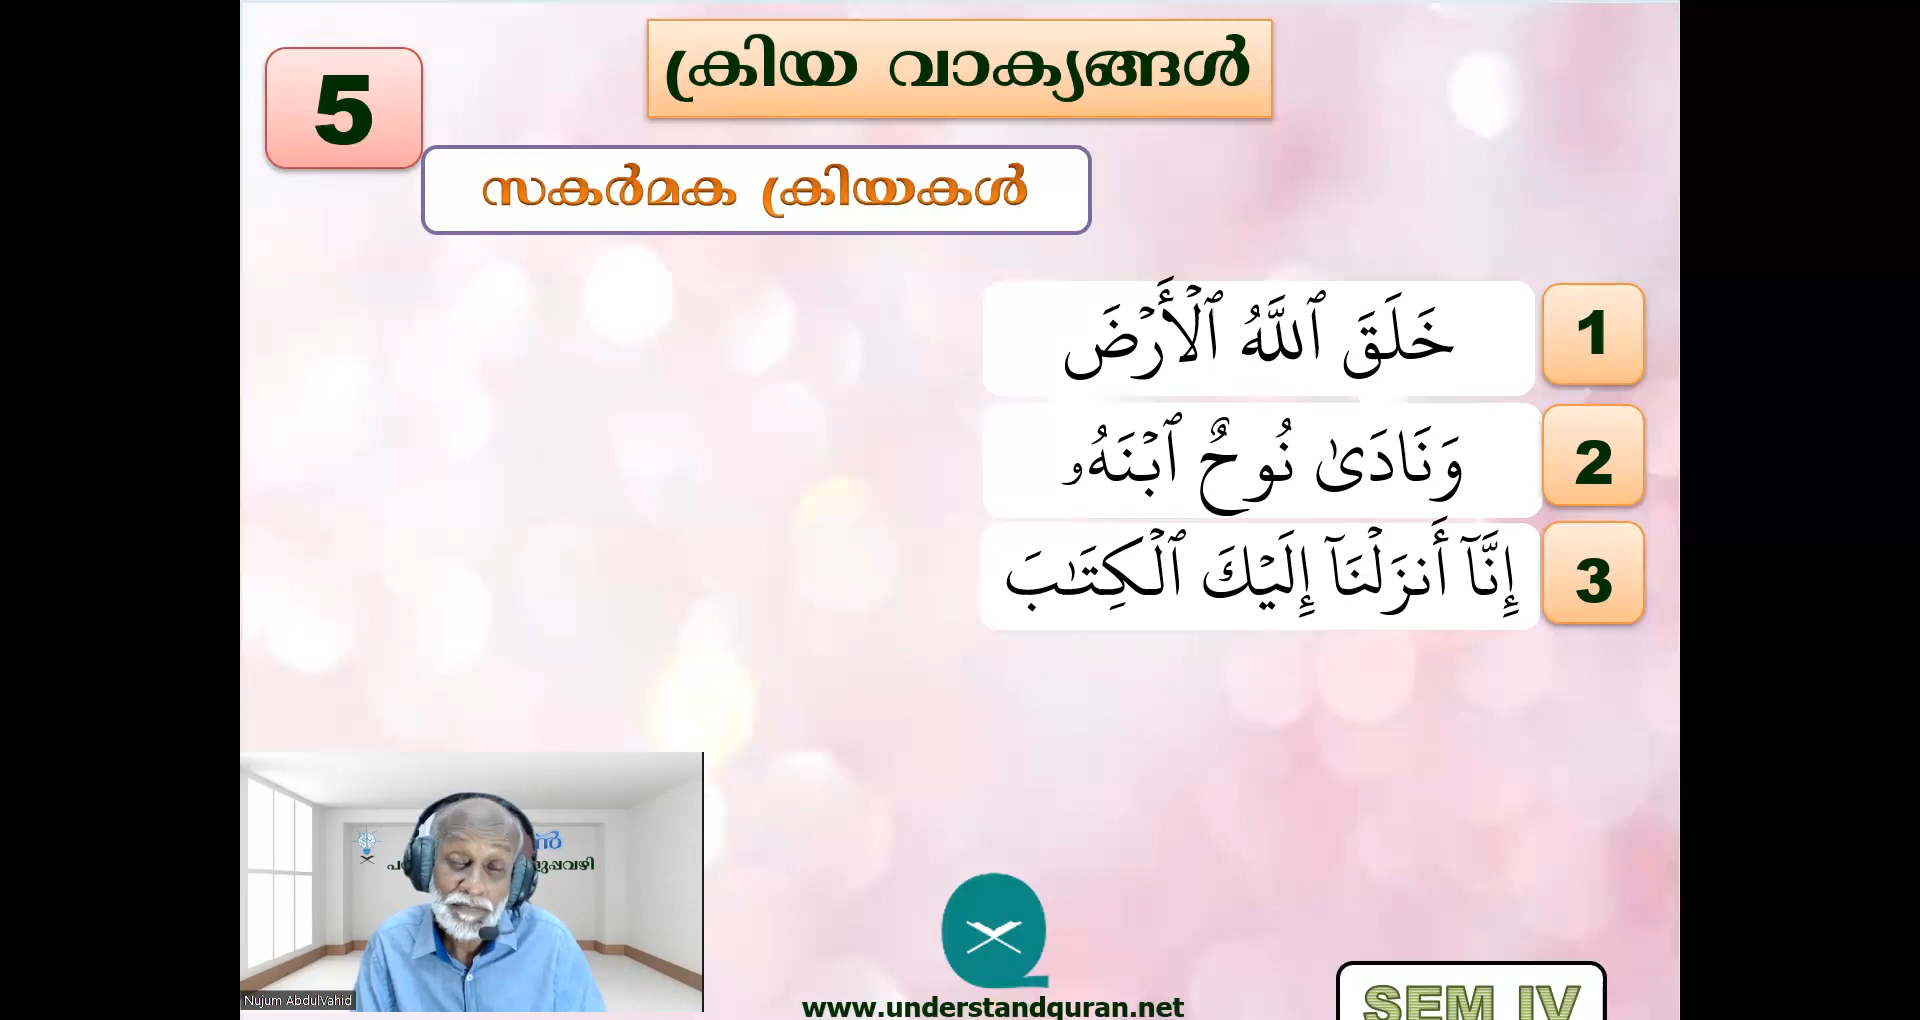 ക്രിയ വാക്യങ്ങൾ
5
സകർമക ക്രിയകൾ
خَلَقَ ٱللَّهُ ٱلْأَرْضَ
1
وَنَادَىٰ نُوحٌ ٱبْنَهُۥ
2
إِنَّآ أَنزَلْنَآ إِلَيْكَ ٱلْكِتَـٰبَ
3
Nujum AbdulVahid
www.understandquran.net
SEM IV